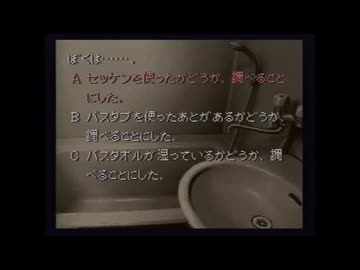 ぼくは……。
A セッケンを使ったかどうか、調べること
にした。
B バスタブを使ったあとがあるかどうか、
調べることにした。
C バスタオルが湿っているかどうか、調
べることにした。